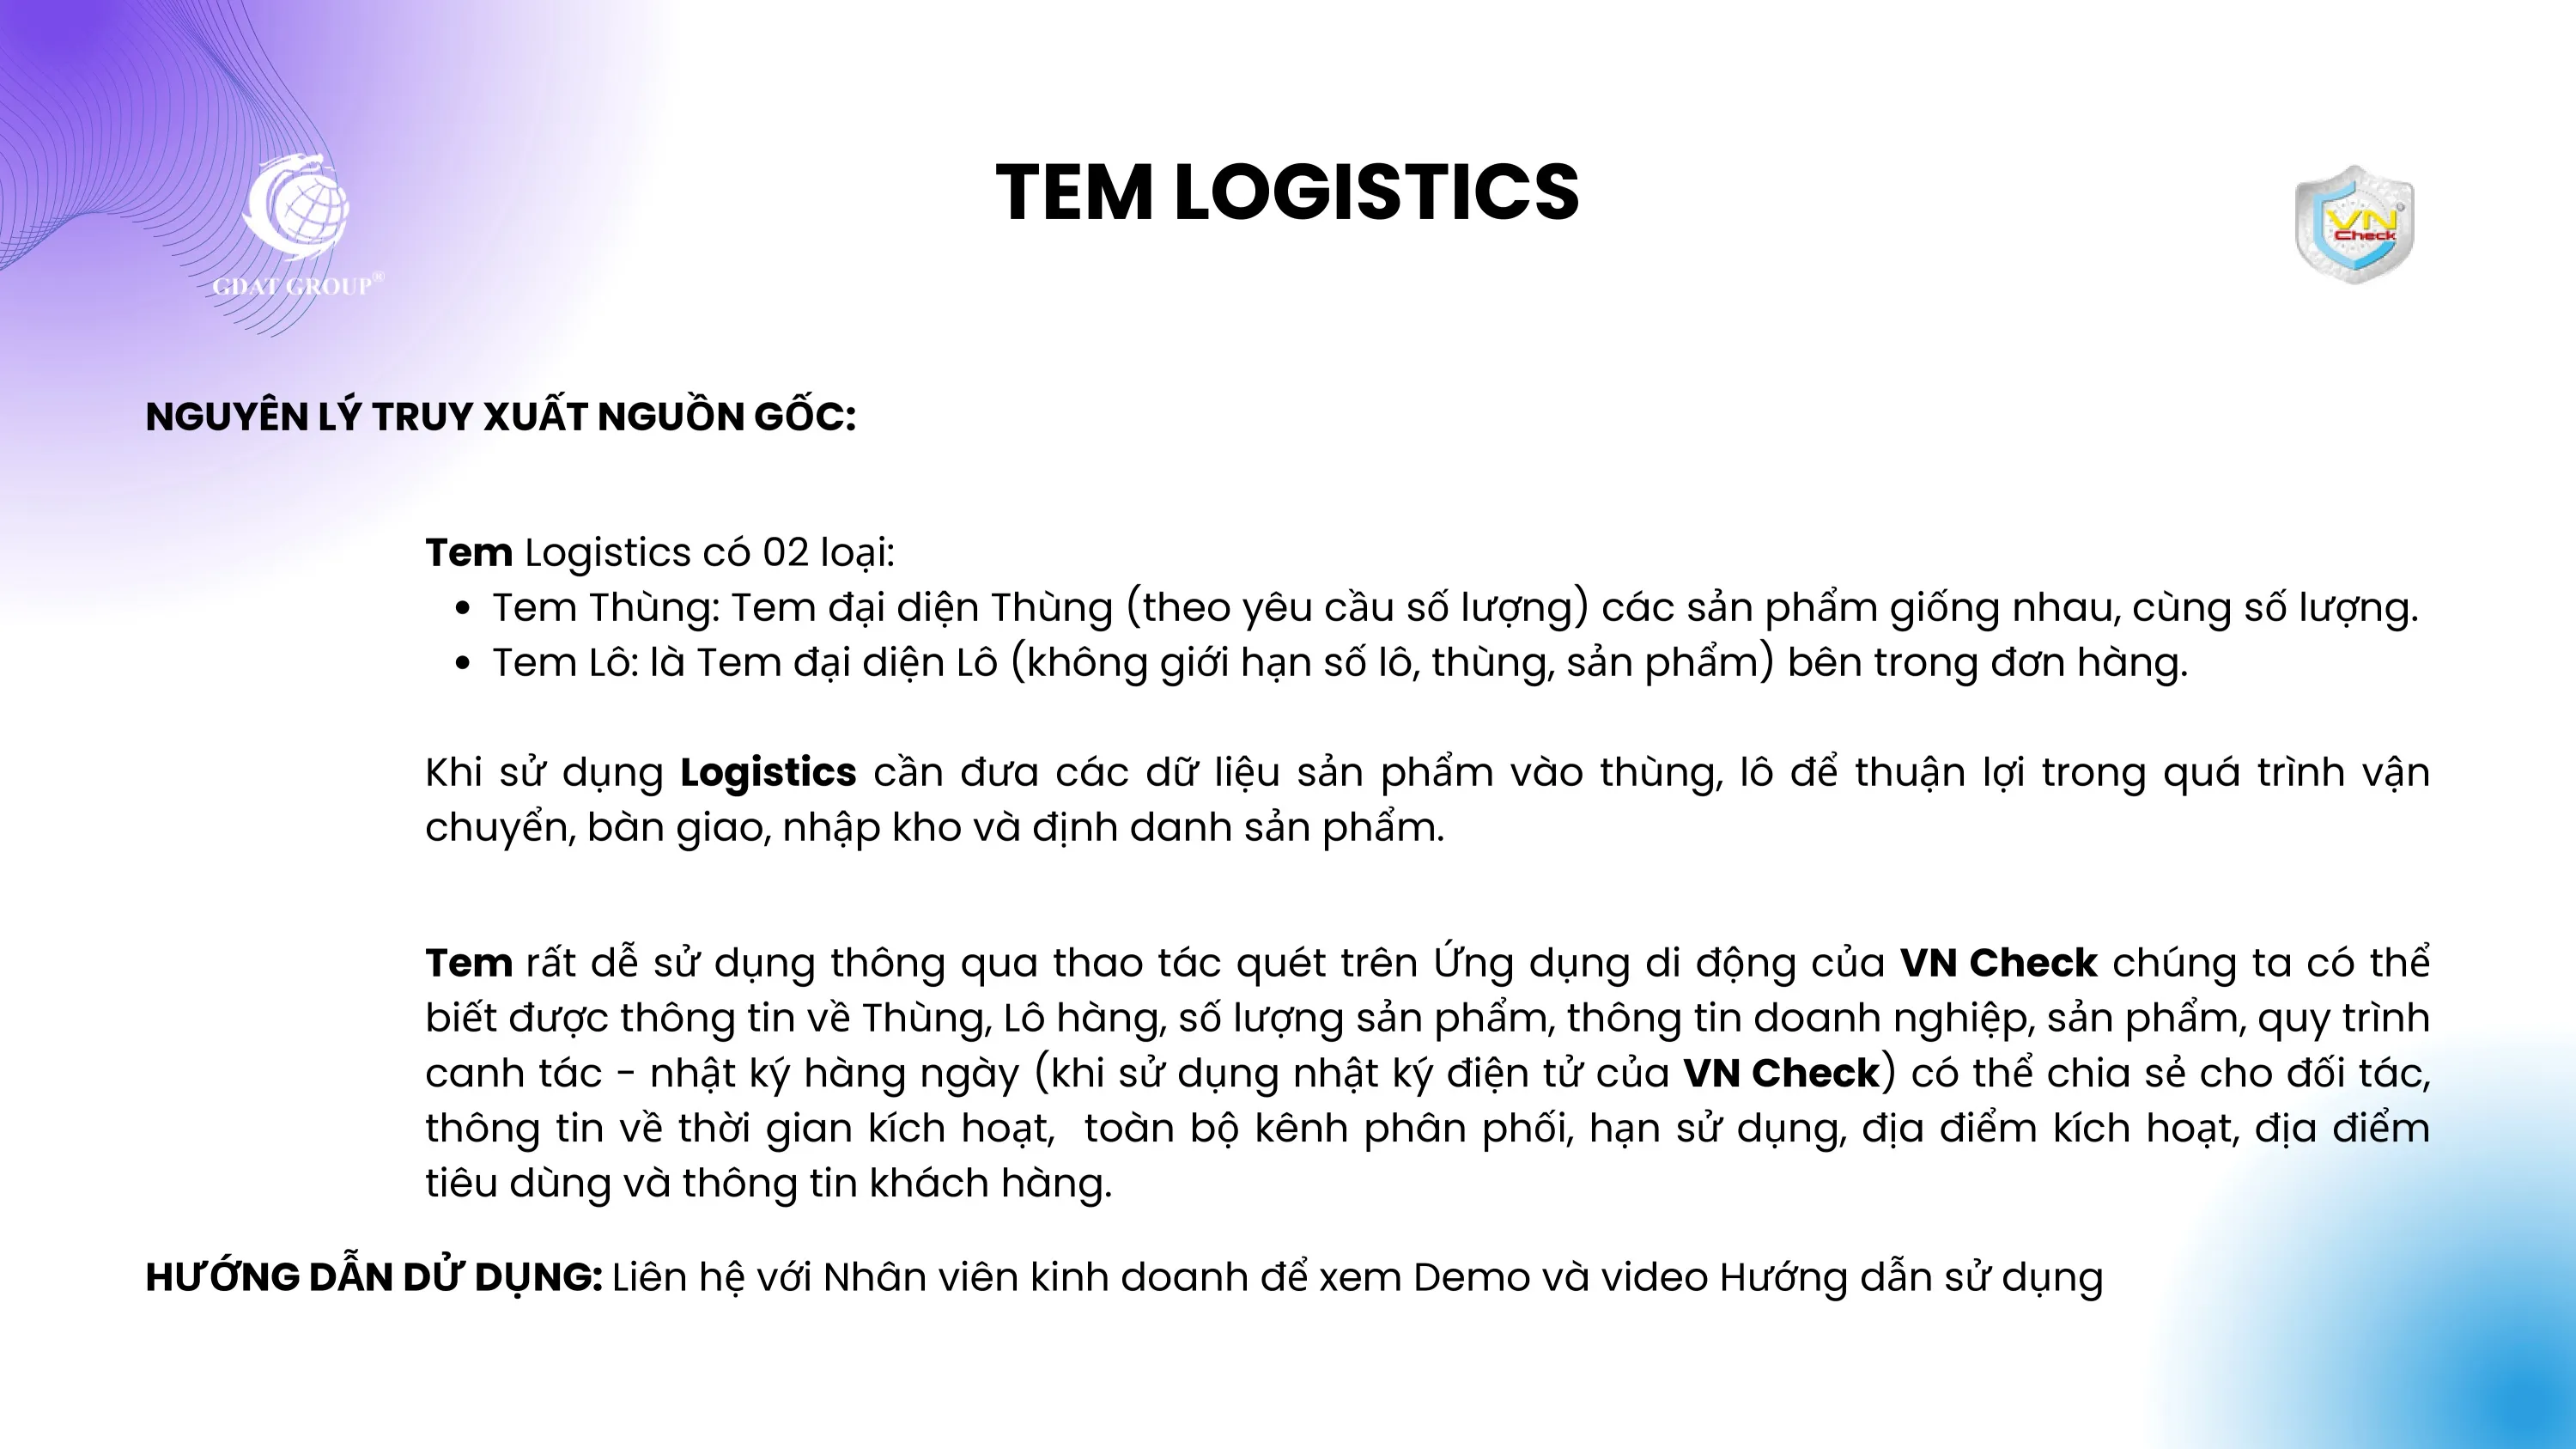 TEM LOGISTICS
GDAT GROUP®
VN®
Check
NGUYÊN LÝ TRUY XUẤT NGUỒN GỐC:
Tem Logistics có 02 loại:
• Tem Thùng: Tem đại diện Thùng (theo yêu cầu số lượng) các sản phẩm giống nhau, cùng số lượng.
• Tem Lô: là Tem đại diện Lô (không giới hạn số lô, thùng, sản phẩm) bên trong đơn hàng.
Khi sử dụng Logistics cần đưa các dữ liệu sản phẩm vào thùng, lô để thuận lợi trong quá trình vận
chuyển, bàn giao, nhập kho và định danh sản phẩm.
Tem rất dễ sử dụng thông qua thao tác quét trên Ứng dụng di động của VN Check chúng ta có thể
biết được thông tin về Thùng, Lô hàng, số lượng sản phẩm, thông tin doanh nghiệp, sản phẩm, quy trình
canh tác - nhật ký hàng ngày (khi sử dụng nhật ký điện tử của VN Check) có thể chia sẻ cho đối tác,
thông tin về thời gian kích hoạt, toàn bộ kênh phân phối, hạn sử dụng, địa điểm kích hoạt, địa điểm
tiêu dùng và thông tin khách hàng.
HƯỚNG DẪN DỬ DỤNG: Liên hệ với Nhân viên kinh doanh để xem Demo và video Hướng dẫn sử dụng